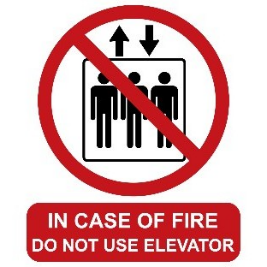 IN CASE OF FIRE
DO NOT USE ELEVATOR